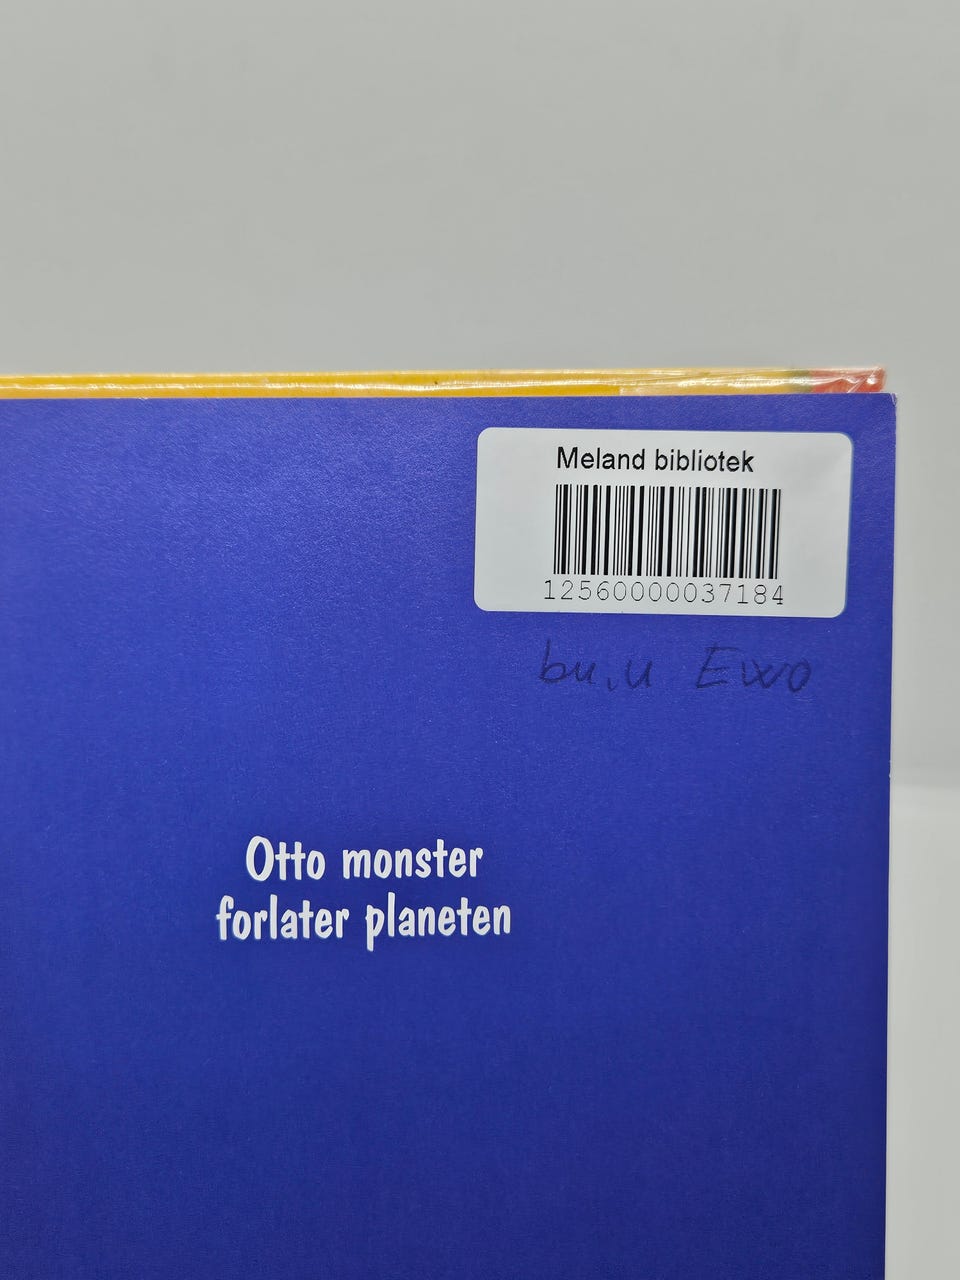 Meland bibliotek
12560000037184
bu.u Ewo
Otto monster
forlater planeten